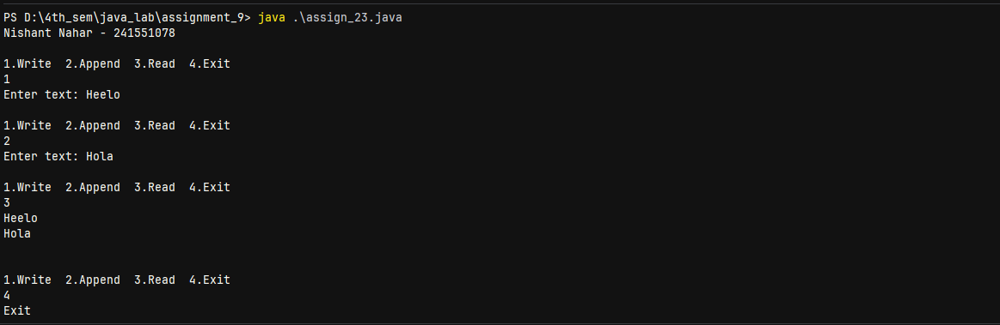 PS D:\4th_sem\java_lab\assignment_9> java .\assign_23.java
Nishant Nahar - 241551078
1.Write  2.Append  3.Read  4.Exit
1
Enter text: Heelo
1.Write  2.Append  3.Read  4.Exit
2
Enter text: Hola
1.Write  2.Append  3.Read  4.Exit
3
Heelo
Hola
1.Write  2.Append  3.Read  4.Exit
4
Exit